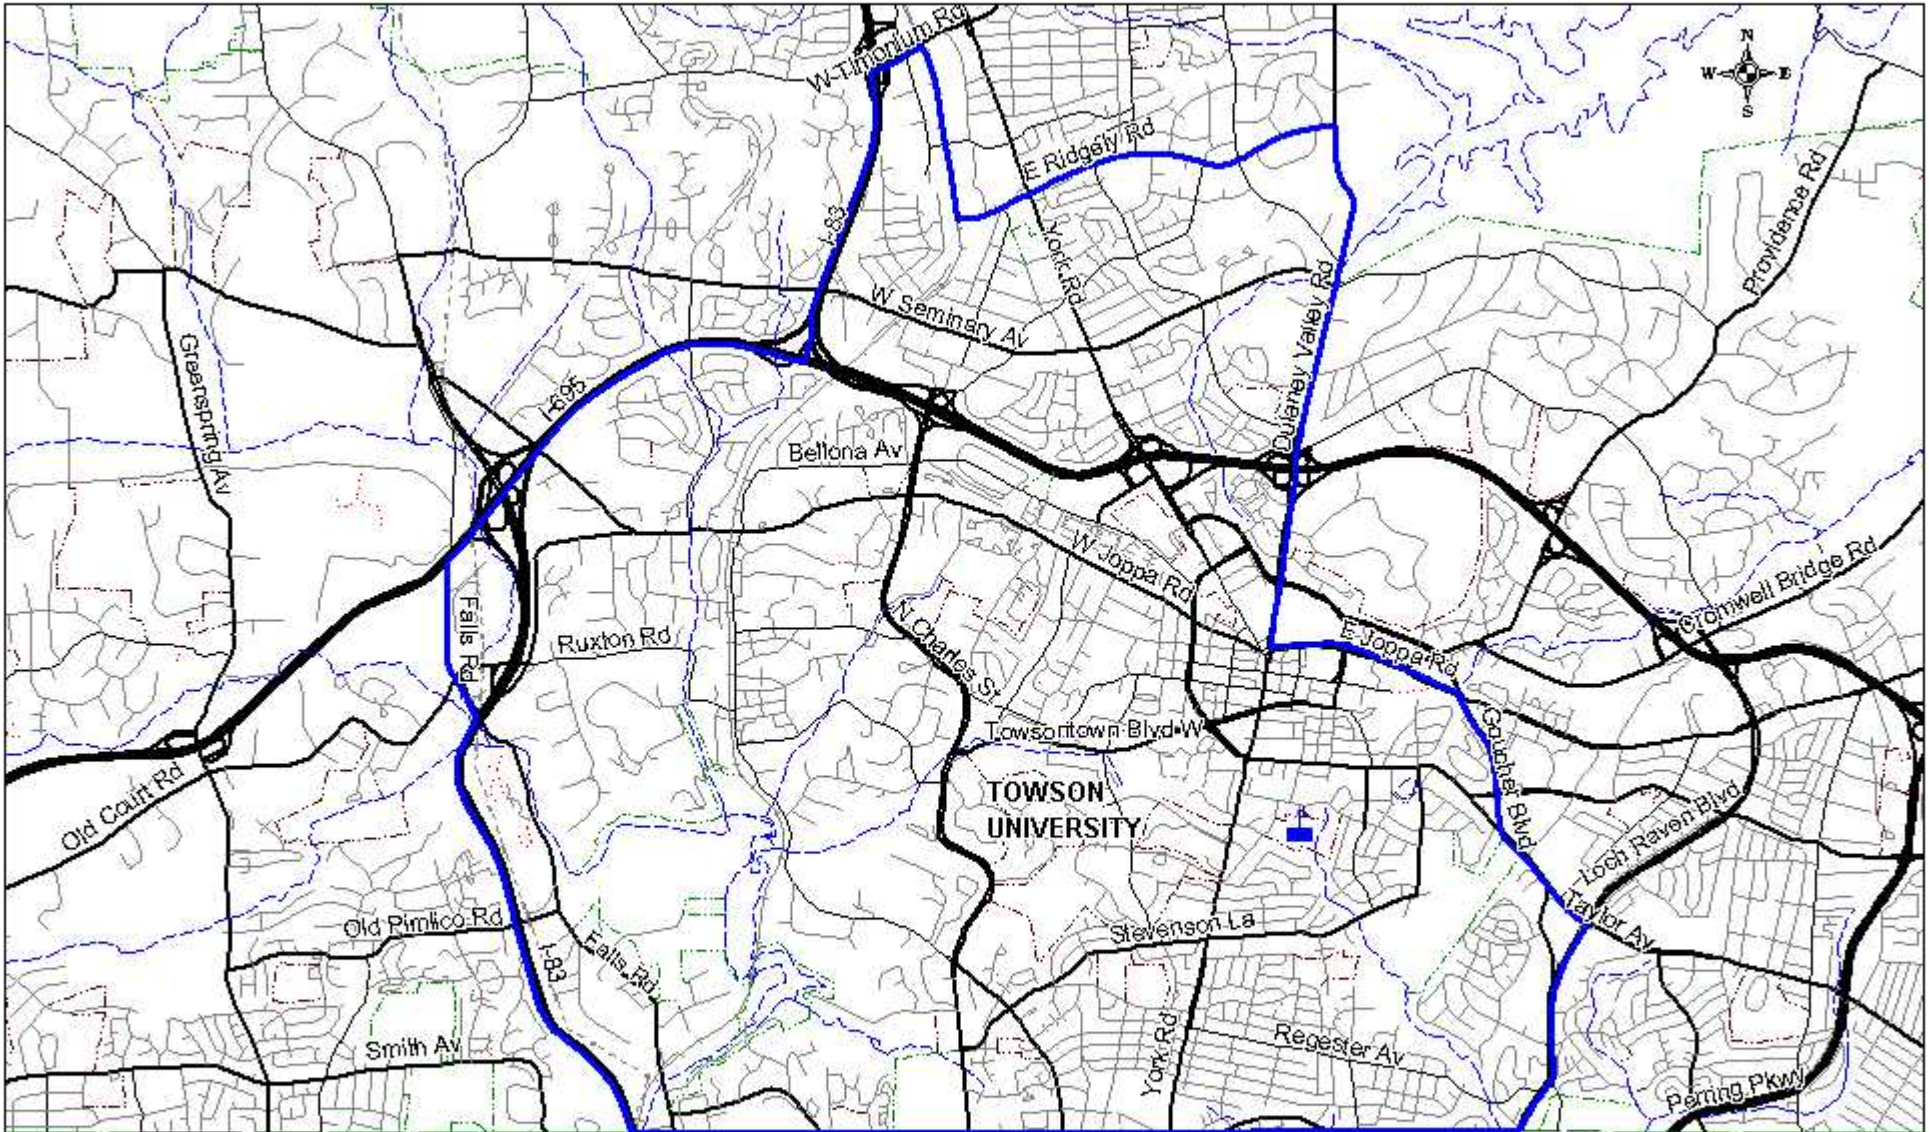 W Timonium Rd
N
W E
S
E Ridgely Rd
Providence Rd
I-83
York Rd
Dulaney Valley Rd
W Seminary Av
Greenspring Av
I-695
Bellona Av
W Joppa Rd
Cromwell Bridge Rd
Falls Rd
Ruxton Rd
N Charles St
E Joppa Rd
Towsontown Blvd W
Goucher Blvd
Old Court Rd
TOWSON
UNIVERSITY
Loch Raven Blvd
Taylor Av
Old Pimlico Rd
Stevenson La
I-83
Falls Rd
Smith Av
York Rd
Regester Av
Perring Pkwy